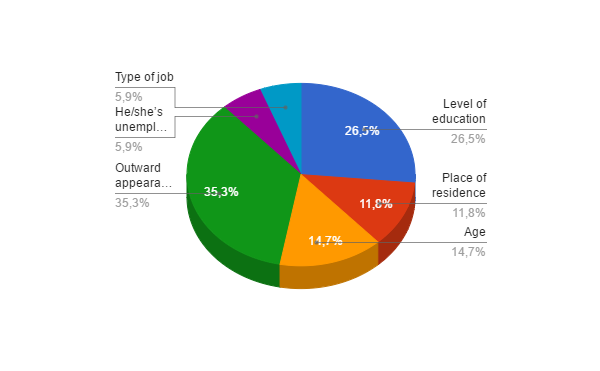 Type of job
5,9%
He/she's
unempl...
5,9%
Outward
appeara...
35,3%
Level of
education
26,5%
Place of
residence
11,8%
Age
14,7%
26,5%
11,8%
14,7%
35,3%